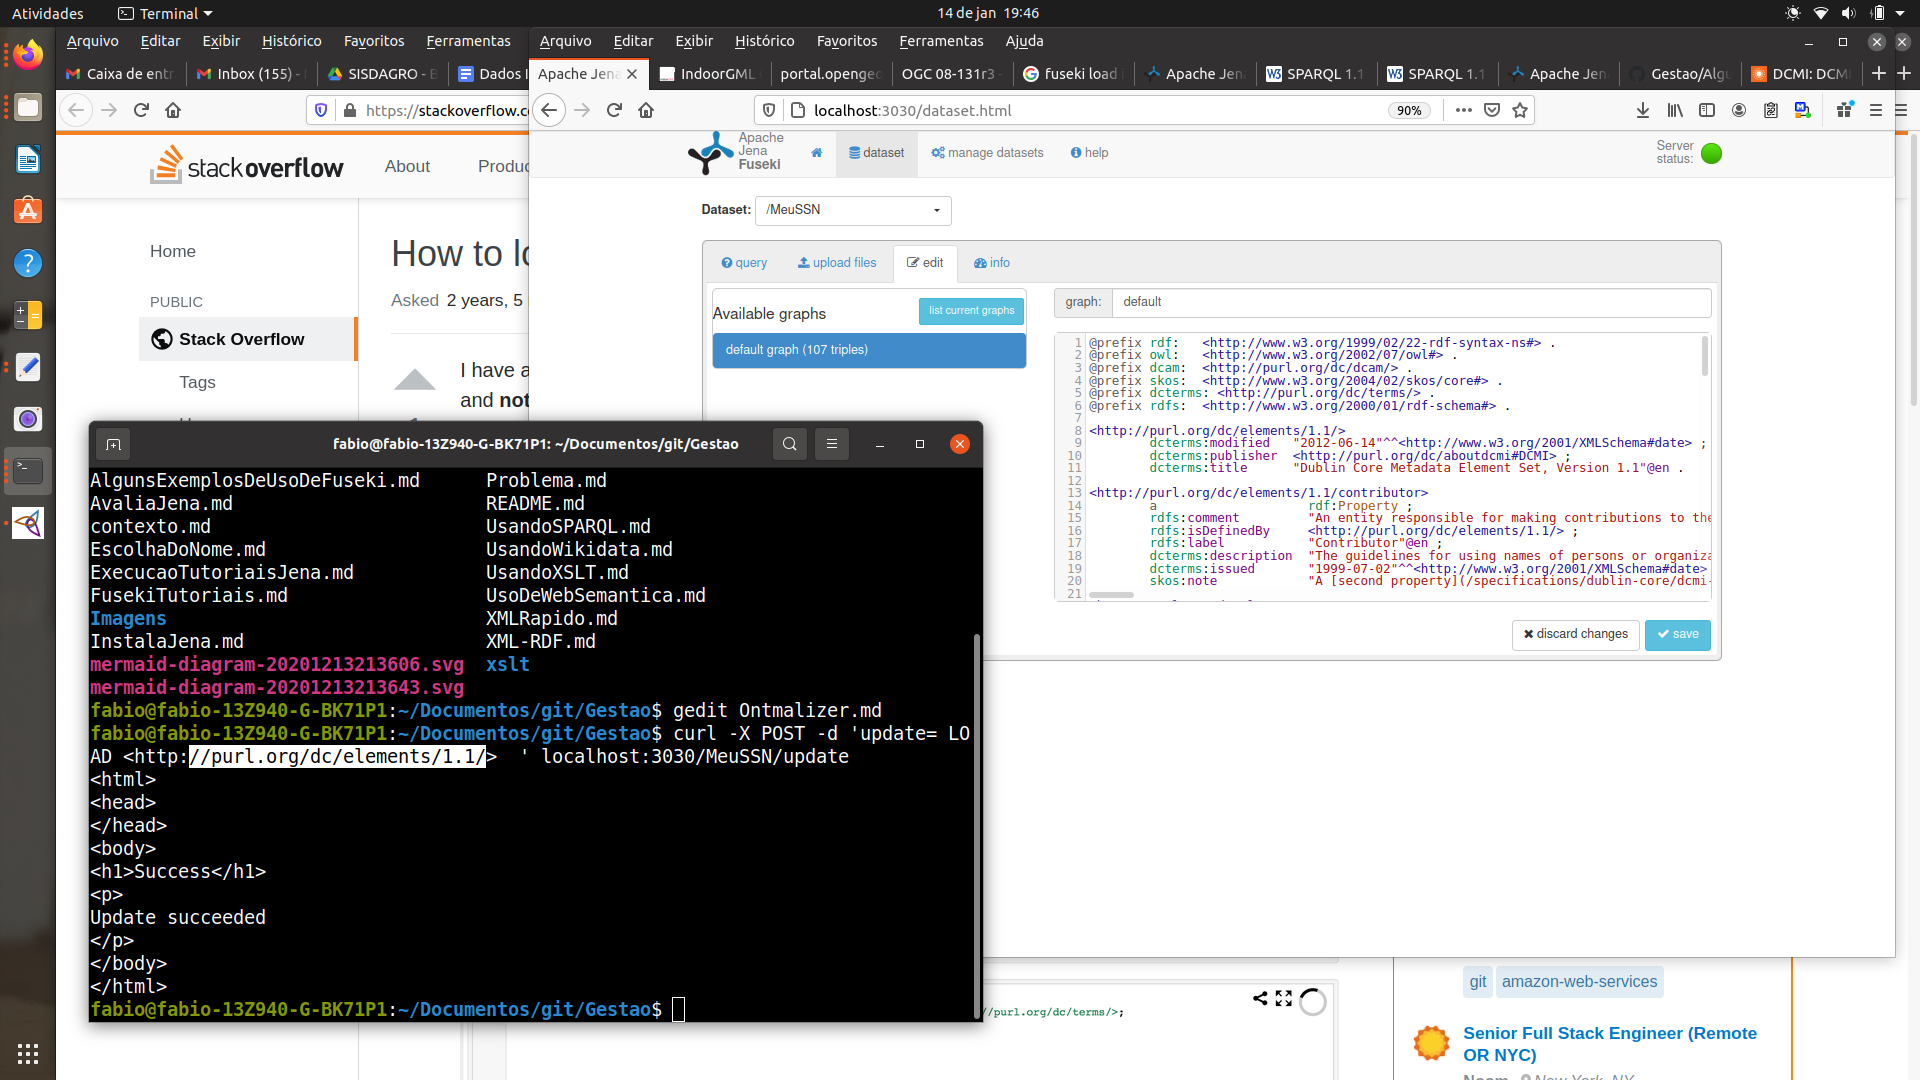 Atividades
Terminal
14 de jan 19:46
Arquivo Editar Exibir Histórico Favoritos Ferramentas
Arquivo Editar Exibir Histórico Favoritos Ferramentas Ajuda
Caixa de entr
Inbox (155) -
SISDAGRO -
Dados
Apache Jena
IndoorGML
portal.openge
OGC 08-131r3 -
fuseki load
Apache Jen
SPARQL 1.1
SPARQL 1.1
Apache Jen
Gestao/Algu
DCMI: DCM
https://stackoverflow.c
localhost:3030/dataset.html
90%
stackoverflow
About
Produc
Apache
Jena
Fuseki
dataset
manage datasets
help
Server
status:
Home
PUBLIC
Stack Overflow
Tags
How to lo
Asked 2 years, 5
I have a
and not
Dataset:
/MeuSSN
query
upload files
edit
info
Available graphs
list current graphs
default graph (107 triples)
graph:
default
1 @prefix rdf: <http://www.w3.org/1999/02/22-rdf-syntax-ns#> .
2 @prefix owl: <http://www.w3.org/2002/07/owl#> .
3 @prefix dcam: <http://purl.org/dc/dcam/> .
4 @prefix skos: <http://www.w3.org/2004/02/skos/core#> .
5 @prefix dcterms: <http://purl.org/dc/terms/> .
6 @prefix rdfs: <http://www.w3.org/2000/01/rdf-schema#> .
7
8 <http://purl.org/dc/elements/1.1/>
9 dcterms:modified "2012-06-14"^^<http://www.w3.org/2001/XMLSchema#date> ;
10 dcterms:publisher <http://purl.org/dc/aboutdcmi#DCMI> ;
11 dcterms:title "Dublin Core Metadata Element Set, Version 1.1"@en .
12
13 <http://purl.org/dc/elements/1.1/contributor>
14 a rdf:Property ;
15 rdfs:comment "An entity responsible for making contributions to the
16 rdfs:isDefinedBy <http://purl.org/dc/elements/1.1/> ;
17 rdfs:label "Contributor"@en ;
18 dcterms:description "The guidelines for using names of persons or organiza
19 dcterms:issued "1999-07-02"^^<http://www.w3.org/2001/XMLSchema#date>
20 skos:note "A [second property](/specifications/dublin-core/dcmi-
21
discard changes
save
fabio@fabio-13Z940-G-BK71P1: ~/Documentos/git/Gestao
AlgunsExemplosDeUsoDeFuseki.md Problema.md
AvaliaJena.md README.md
contexto.md UsandoSPARQL.md
EscolhaDoNome.md UsandoWikidata.md
ExecucaoTutoriaisJena.md UsandoXSLT.md
FusekiTutoriais.md UsoDeWebSemantica.md
Imagens XMLRapido.md
InstalaJena.md XML-RDF.md
mermaid-diagram-20201213213606.svg xslt
mermaid-diagram-20201213213643.svg
fabio@fabio-13Z940-G-BK71P1:~/Documentos/git/Gestao$ gedit Ontmalizer.md
fabio@fabio-13Z940-G-BK71P1:~/Documentos/git/Gestao$ curl -X POST -d 'update= LO
AD <http://purl.org/dc/elements/1.1/> ' localhost:3030/MeuSSN/update
<html>
<head>
</head>
<body>
<h1>Success</h1>
<p>
Update succeeded
</p>
</body>
</html>
fabio@fabio-13Z940-G-BK71P1:~/Documentos/git/Gestao$
//purl.org/dc/terms/>;
git
amazon-web-services
Senior Full Stack Engineer (Remote
OR NYC)
New York, NY